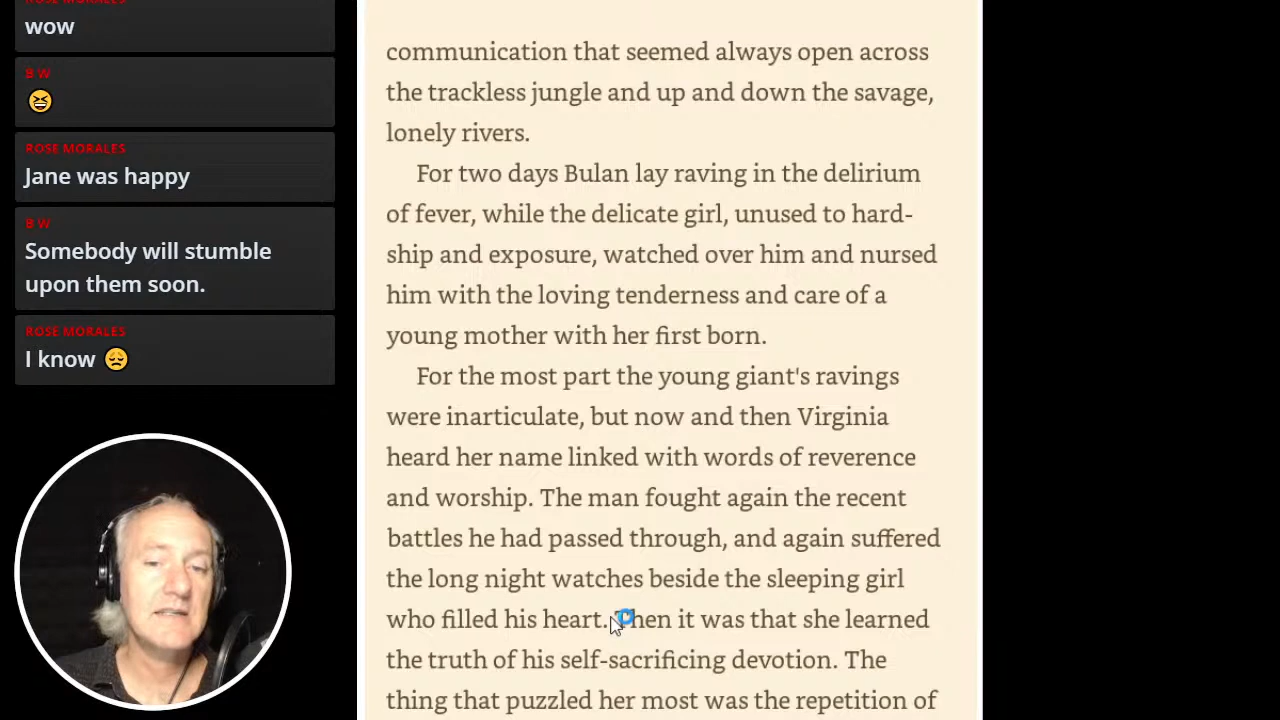 ROSE MORALES
wow
B W
😆
ROSE MORALES
Jane was happy
B W
Somebody will stumble
upon them soon.
ROSE MORALES
I know 😞
communication that seemed always open across
the trackless jungle and up and down the savage,
lonely rivers.
For two days Bulan lay raving in the delirium
of fever, while the delicate girl, unused to hard-
ship and exposure, watched over him and nursed
him with the loving tenderness and care of a
young mother with her first born.
For the most part the young giant's ravings
were inarticulate, but now and then Virginia
heard her name linked with words of reverence
and worship. The man fought again the recent
battles he had passed through, and again suffered
the long night watches beside the sleeping girl
who filled his heart. Then it was that she learned
the truth of his self-sacrificing devotion. The
thing that puzzled her most was the repetition of